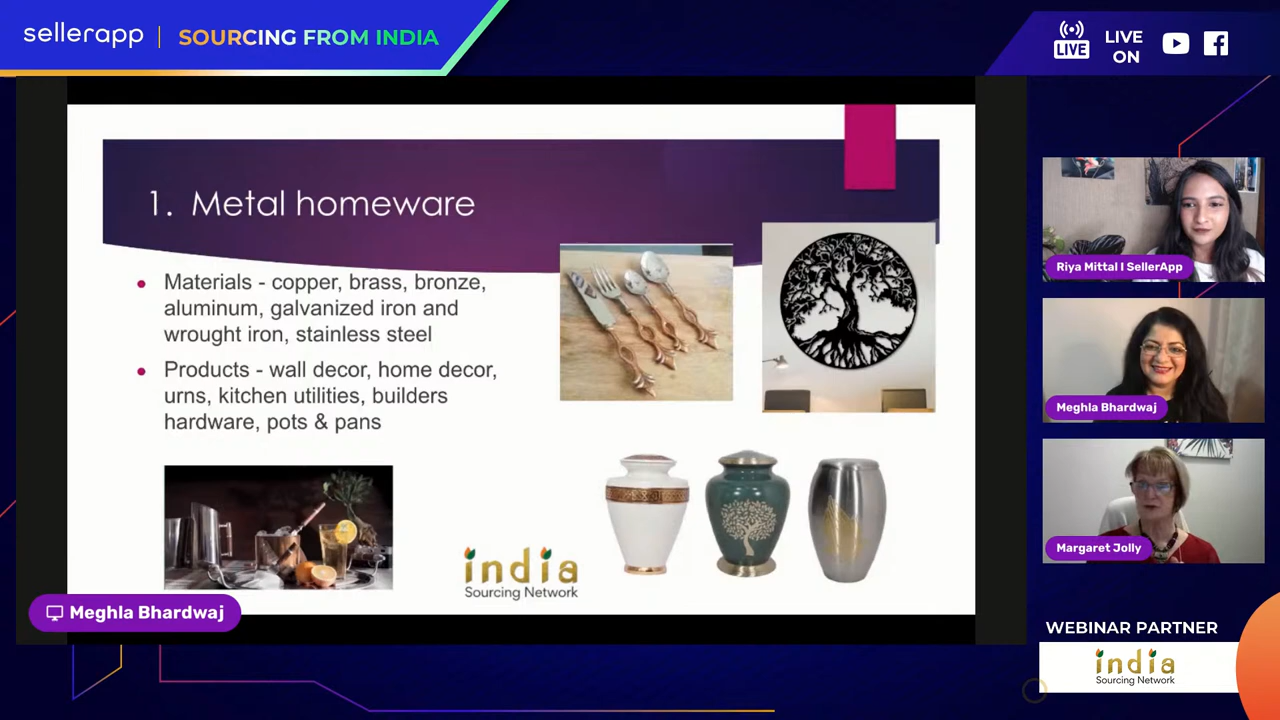 sellerapp
SOURCING FROM INDIA
LIVE
LIVE
ON
1. Metal homeware
Materials - copper, brass, bronze,
aluminum, galvanized iron and
wrought iron, stainless steel
Products - wall decor, home decor,
urns, kitchen utilities, builders
hardware, pots & pans
india
Sourcing Network
Meghla Bhardwaj
Riya Mittal I SellerApp
Meghla Bhardwaj
Margaret Jolly
WEBINAR PARTNER
india
Sourcing Network